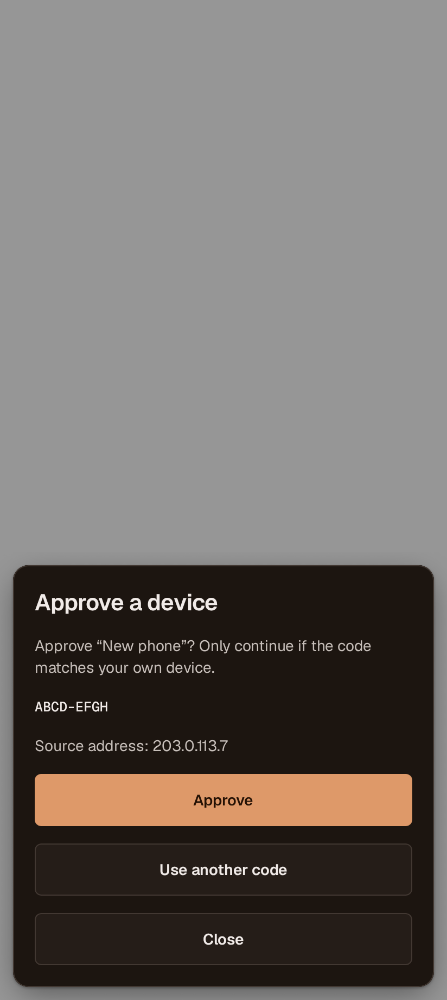 Approve a device
Approve “New phone”? Only continue if the code
matches your own device.
ABCD-EFGH
Source address: 203.0.113.7
Approve
Use another code
Close